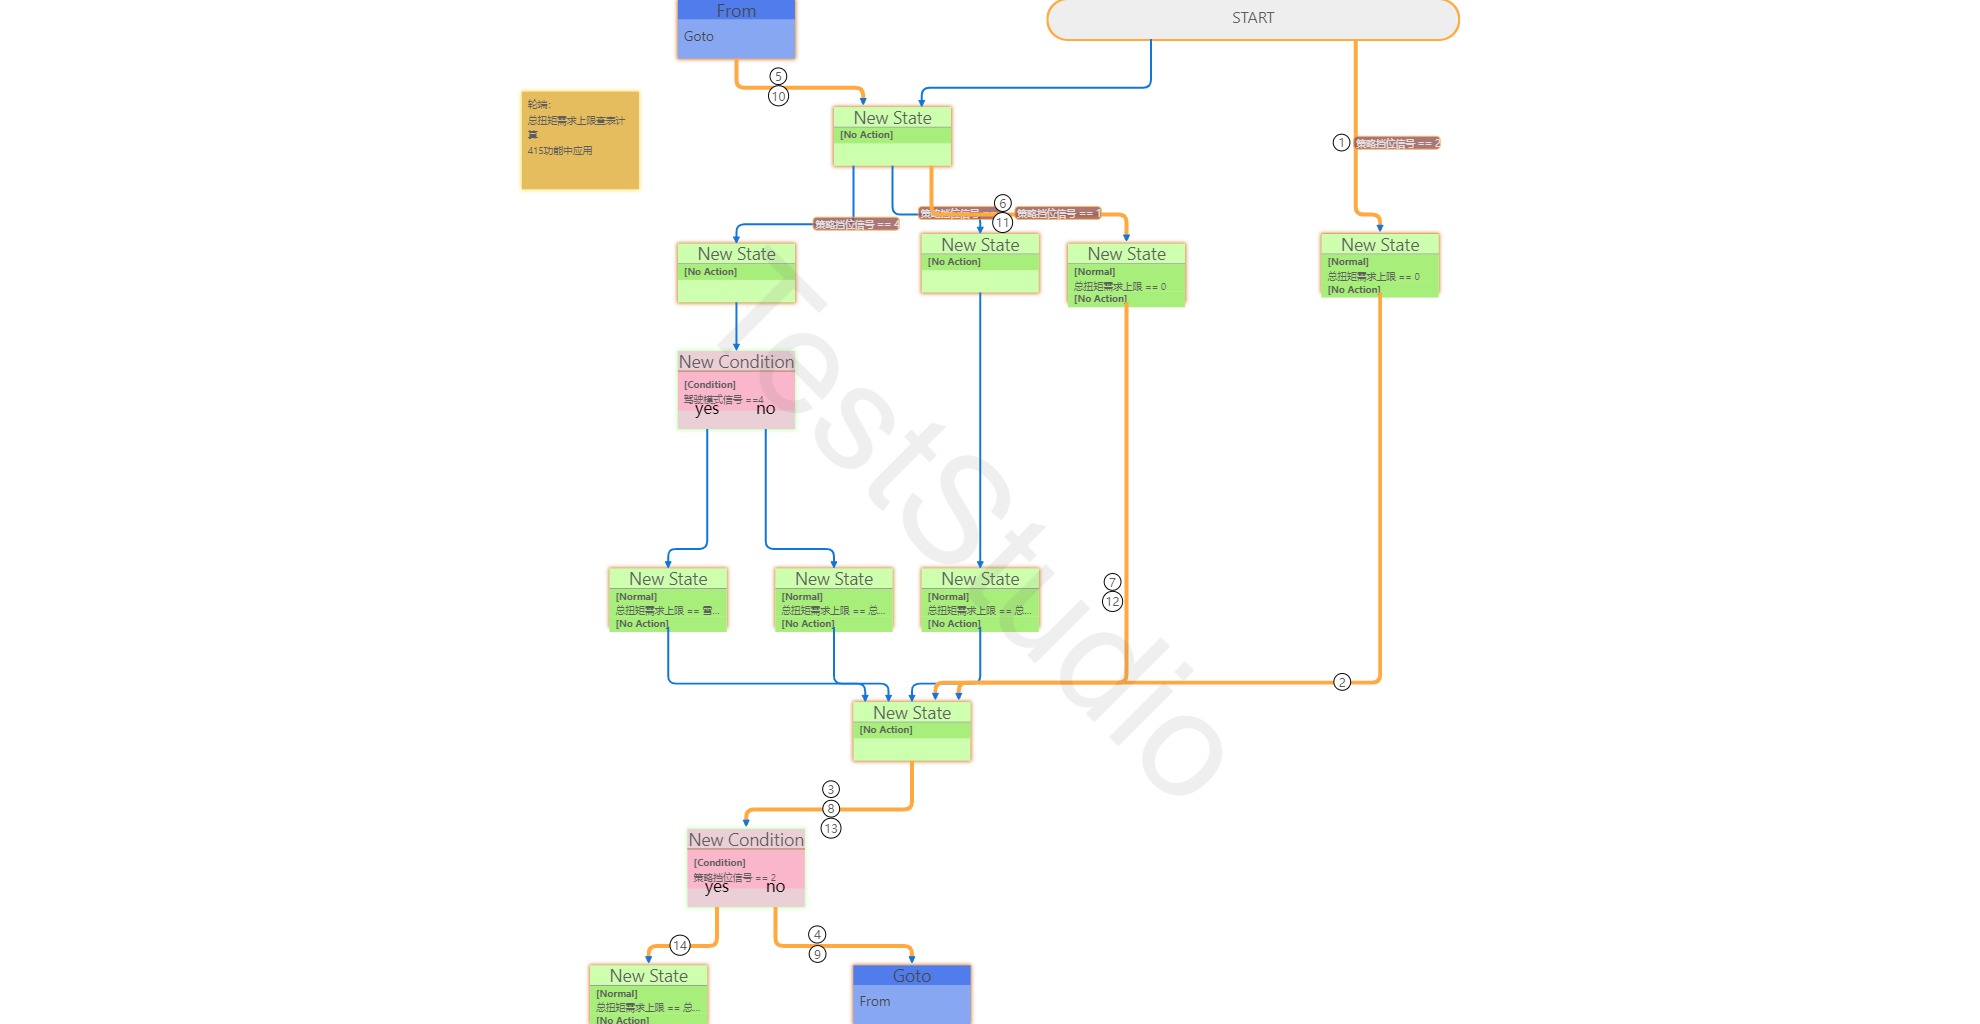 From
Goto
START
5
10
轮端：
总扭矩需求上限查表计
算
415功能中应用
New State
[No Action]
1
策略挡位信号 == 2
策略挡位信号 == 4
策略挡位信号
6
11
策略挡位信号 == 1
New State
[No Action]
New State
[No Action]
New State
[Normal]
总扭矩需求上限 == 0
[No Action]
New State
[Normal]
总扭矩需求上限 == 0
[No Action]
New Condition
[Condition]
驾驶模式信号 ==4
yes
no
New State
[Normal]
总扭矩需求上限 == 雪...
[No Action]
New State
[Normal]
总扭矩需求上限 == 总...
[No Action]
New State
[Normal]
总扭矩需求上限 == 总...
[No Action]
7
12
2
New State
[No Action]
3
8
13
New Condition
[Condition]
策略挡位信号 == 2
yes
no
14
4
9
New State
[Normal]
总扭矩需求上限 == 总...
[No Action]
Goto
From
TestStudio